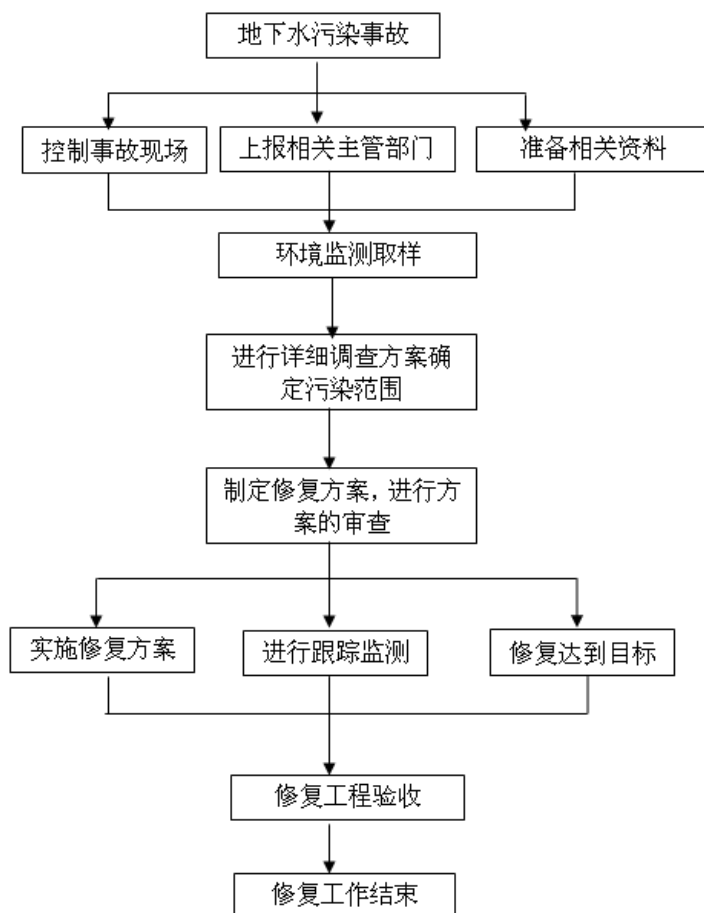 地下水污染事故
控制事故现场
上报相关主管部门
准备相关资料
环境监测取样
进行详细调查方案确
定污染范围
制定修复方案，进行方
案的审查
实施修复方案
进行跟踪监测
修复达到目标
修复工程验收
修复工作结束